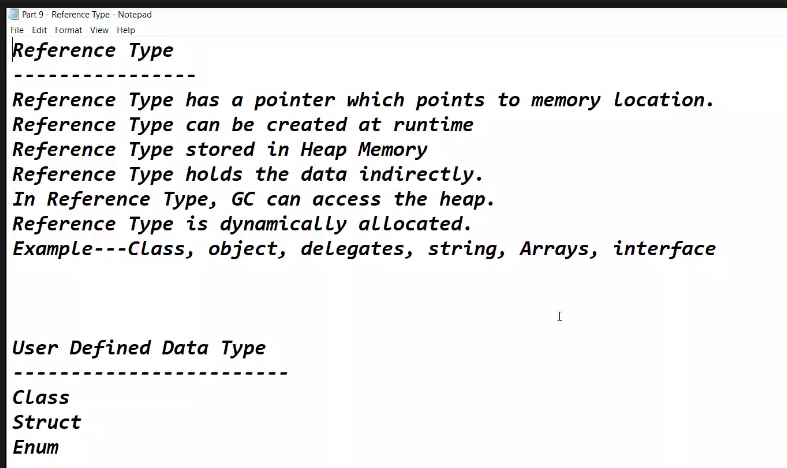 Part 9 - Reference Type - Notepad
File Edit Format View Help
Reference Type
----------------
Reference Type has a pointer which points to memory location.
Reference Type can be created at runtime
Reference Type stored in Heap Memory
Reference Type holds the data indirectly.
In Reference Type, GC can access the heap.
Reference Type is dynamically allocated.
Example---Class, object, delegates, string, Arrays, interface
User Defined Data Type
------------------------
Class
Struct
Enum